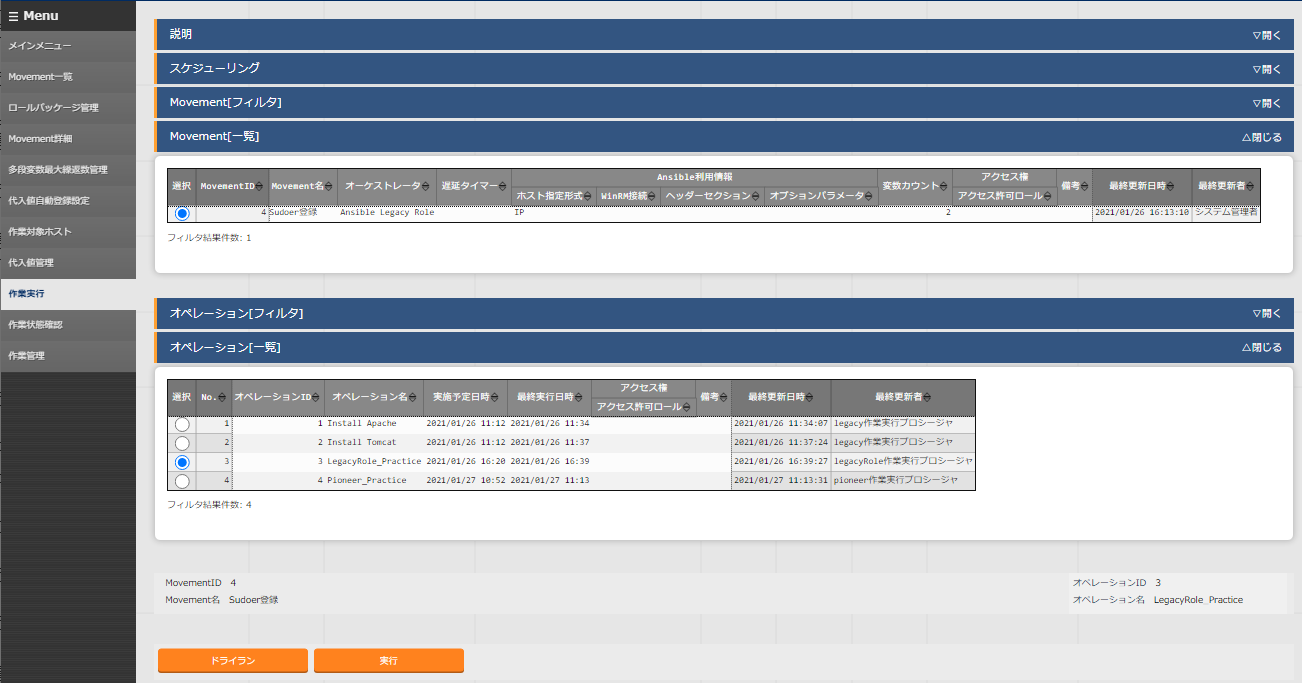 ☰ Menu
メインメニュー
Movement一覧
ロールパッケージ管理
Movement詳細
多段変数最大繰返数管理
代入値自動登録設定
作業対象ホスト
代入値管理
作業実行
作業状態確認
作業管理
説明 ▽開く
スケジューリング ▽開く
Movement[フィルタ] ▽開く
Movement[一覧] △閉じる
選択 MovementID Movement名 オーケストレータ 遅延タイマー Ansible利用情報 変数カウント アクセス権 備考 最終更新日時 最終更新者
ホスト指定形式 WinRM接続 ヘッダーセクション オプションパラメータ アクセス許可ロール
4 Sudoer登録 Ansible Legacy Role IP 2 2021/01/26 16:13:10 システム管理者
フィルタ結果件数: 1
オペレーション[フィルタ] ▽開く
オペレーション[一覧] △閉じる
選択 No. オペレーションID オペレーション名 実施予定日時 最終実行日時 アクセス権 備考 最終更新日時 最終更新者
アクセス許可ロール
1 1 Install Apache 2021/01/26 11:12 2021/01/26 11:34 2021/01/26 11:34:07 legacy作業実行プロシージャ
2 2 Install Tomcat 2021/01/26 11:12 2021/01/26 11:37 2021/01/26 11:37:24 legacy作業実行プロシージャ
3 3 LegacyRole_Practice 2021/01/26 16:20 2021/01/26 16:39 2021/01/26 16:39:27 legacyRole作業実行プロシージャ
4 4 Pioneer_Practice 2021/01/27 10:52 2021/01/27 11:13 2021/01/27 11:13:31 pioneer作業実行プロシージャ
フィルタ結果件数: 4
MovementID 4
Movement名 Sudoer登録
オペレーションID 3
オペレーション名 LegacyRole_Practice
ドライラン
実行